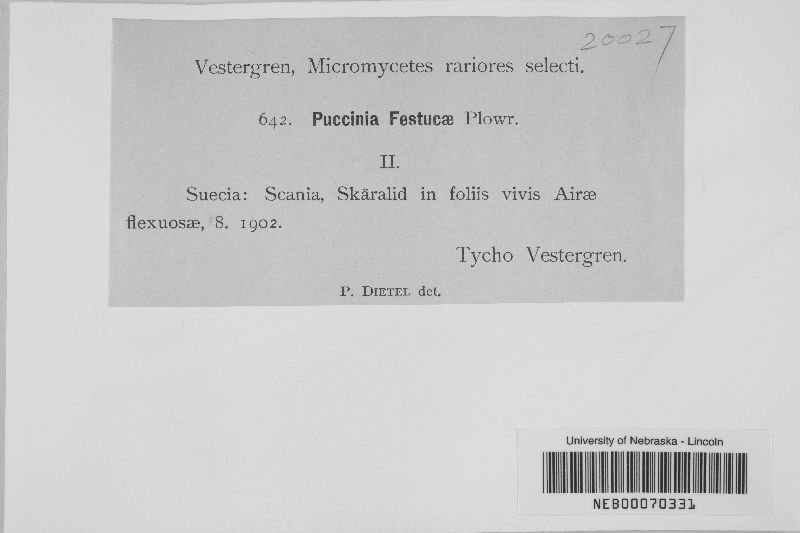 20027
Vestergren, Micromycetes rariores selecti.
642. Puccinia Festucæ Plowr.
II.
Suecia: Scania, Skäralid in foliis vivis Airæ
flexuosæ, 8. 1902.
Tycho Vestergren.
P. Dietel det.
University of Nebraska - Lincoln
NEB00070331